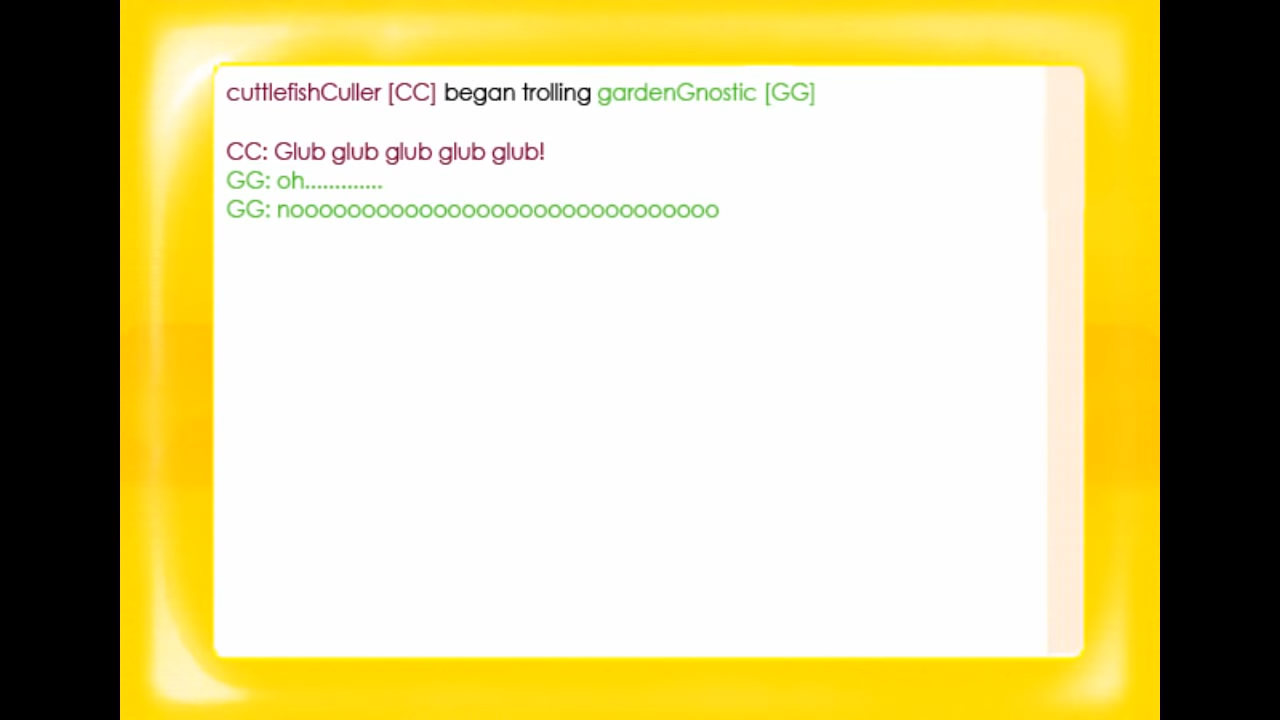 cuttlefishCuller [CC] began trolling gardenGnostic [GG]
CC: Glub glub glub glub glub!
GG: oh.............
GG: nooooooooooooooooooooooooooooooo